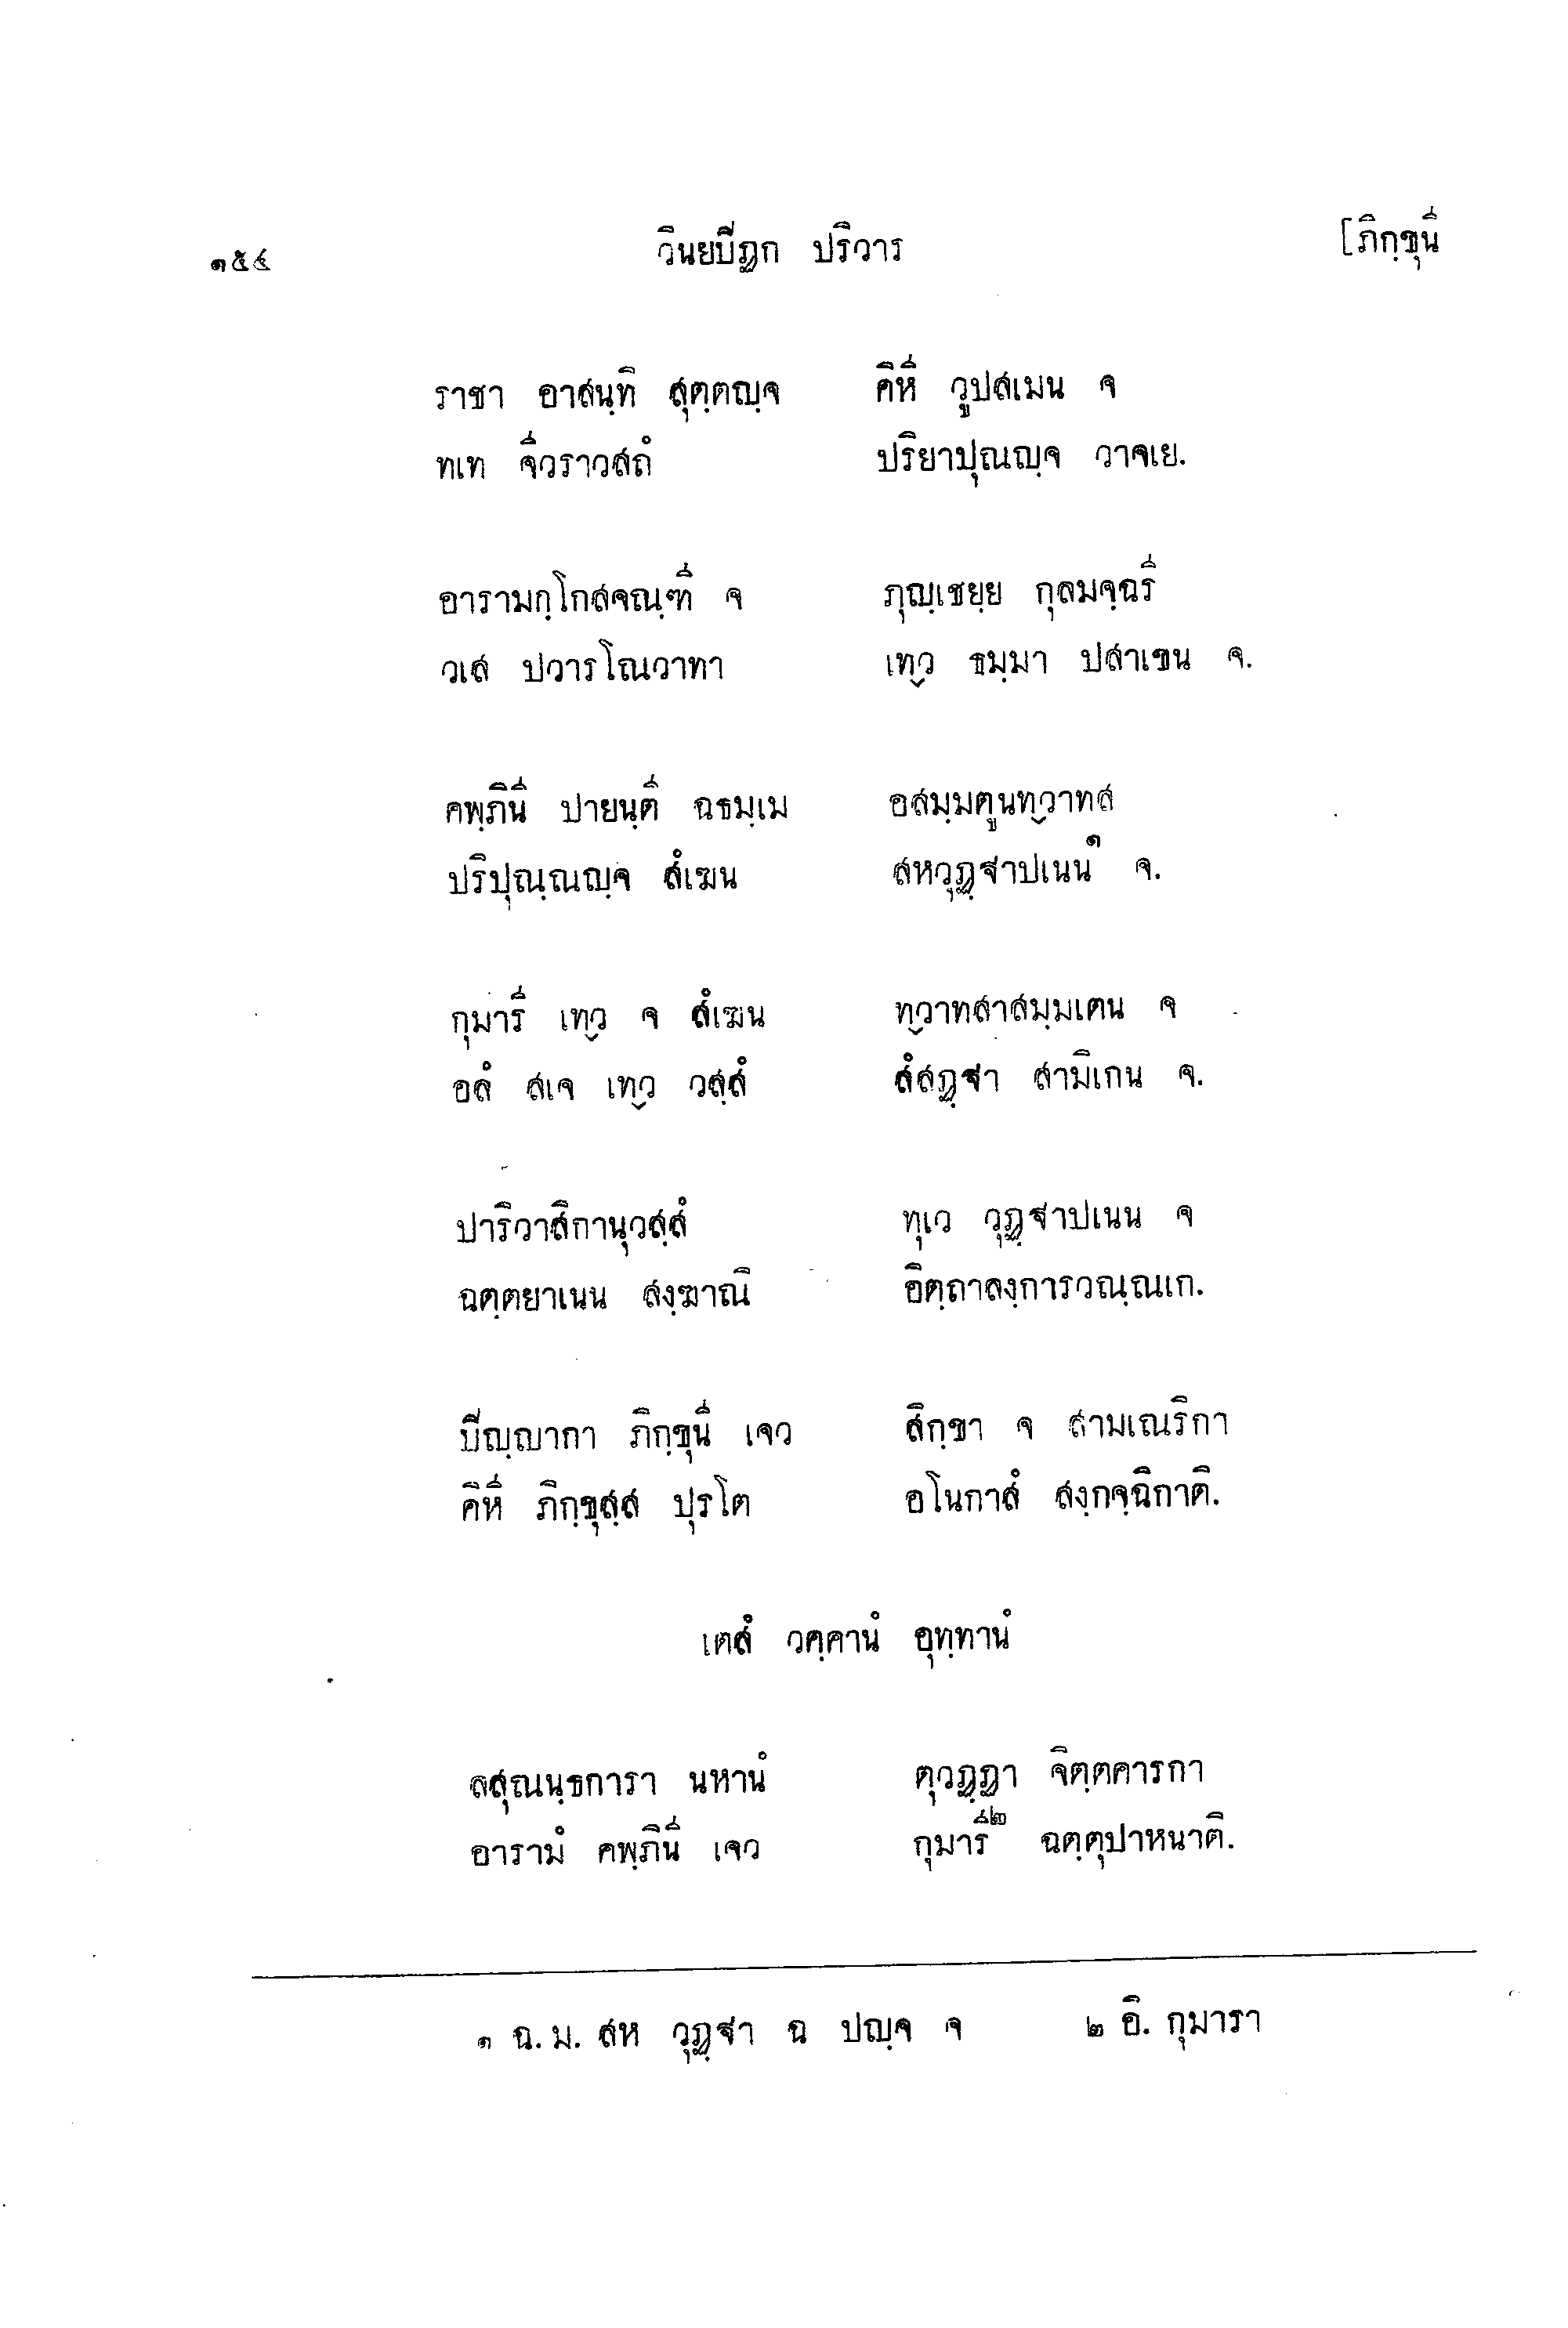 ๑๕๔ วินยปิฏก ปริวาร [ภิกฺขุนี
ราชา อาสนฺทิ สุตฺตญฺจ คิหี วูปสเมน จ
ทเท จีวราวสถํ ปริยาปุณญฺจ วาจเย.
อารามกฺโกสจณฺฑี จ ภุญฺเชยฺย กุลมจฺฉรี
วเส ปวารโณวาทา เทฺว ธมฺมา ปสาเขน จ.
คพฺภินี ปายนฺตี ฉธมฺเม อสมฺมตูนทฺวาทส
ปริปุณฺณญฺจ สํเฆน สหวุฏฺฐาปเนน๑ จ.
กุมารี เทฺว จ สํเฆน ทฺวาทสาสมฺมเตน จ
อลํ สเจ เทฺว วสฺสํ สํสฏฺฐา สามิเกน จ.
ปาริวาสิกานุวสฺสํ ทุเว วุฏฺฐาปเนน จ
ฉตฺตยาเนน สงฺฆาณิ อิตฺถาลงฺการวณฺณเก.
ปิญฺญากา ภิกฺขุนี เจว สิกฺขา จ สามเณริกา
คิหี ภิกฺขุสฺส ปุรโต อโนกาสํ สงฺกจฺฉิกาติ.
เตสํ วคฺคานํ อุทฺทานํ
ลสุณนฺธการา นหานํ ตุวฏฺฏา จิตฺตคารกา
อารามํ คพฺภินี เจว กุมารี๒ ฉตฺตุปาหนาติ.
๑ ฉ.ม. สห วุฏฺฐา ฉ ปญฺจ จ ๒ อิ. กุมารา